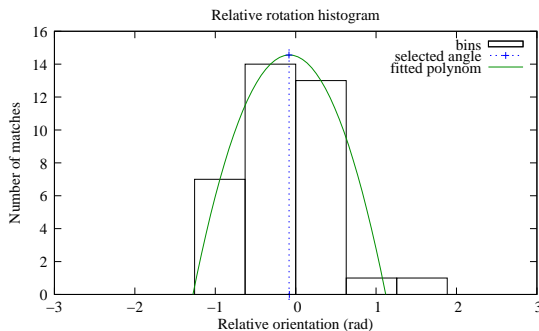 Relative rotation histogram
16
14
12
10
8
6
4
2
0
Number of matches
bins
selected angle
fitted polynom
−3 −2 −1 0 1 2 3
Relative orientation (rad)